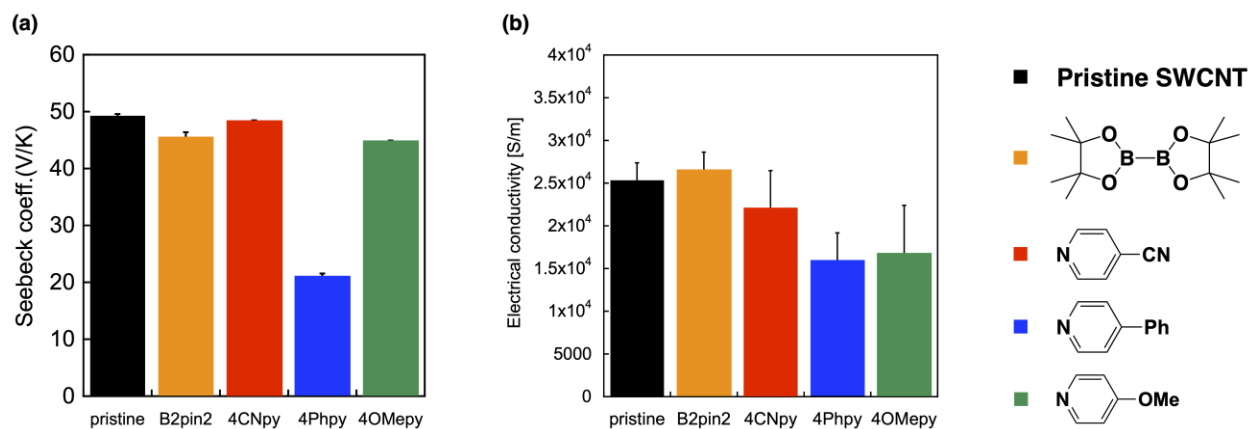 (a)
Seebeck coeff.(V/K)
60
50
40
30
20
10
0
pristine B2pin2 4CNpy 4Phpy 4OMepy
(b)
Electrical conductivity [S/m]
4x10⁴
3.5x10⁴
3x10⁴
2.5x10⁴
2x10⁴
1.5x10⁴
1x10⁴
5000
0
pristine B2pin2 4CNpy 4Phpy 4OMepy
Pristine SWCNT
O O
B B
O O
N CN
N Ph
N OMe